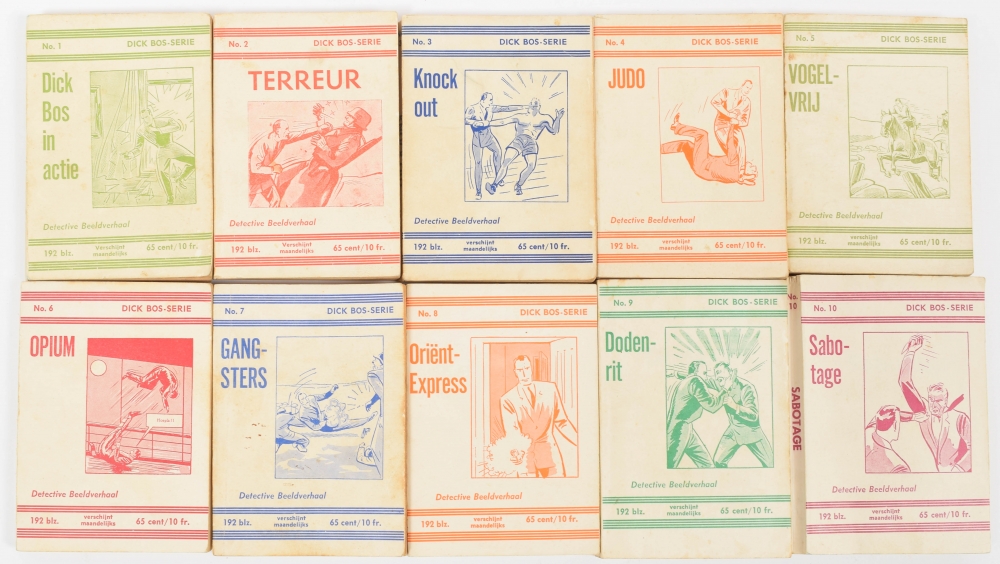 No. 1 DICK BOS-SERIE
Dick
Bos
in
actie
Detective Beeldverhaal
192 blz. verschijnt maandelijks 65 cent/10 fr.
No. 2 DICK BOS-SERIE
TERREUR
Detective Beeldverhaal
192 blz. Verschijnt maandelijks 65 cent/10 fr.
No. 3 DICK BOS-SERIE
Knock
out
Detective Beeldverhaal
192 blz. verschijnt maandelijks 65 cent/10 fr.
No. 4 DICK BOS-SERIE
JUDO
Detective Beeldverhaal
192 blz. Verschijnt maandelijks 65 cent/10 fr.
No. 5 DICK BOS-SERIE
VOGEL-
VRIJ
Detective Beeldverhaal
192 blz. verschijnt maandelijks 65 cent/10 fr.
No. 6 DICK BOS-SERIE
OPIUM
Detective Beeldverhaal
192 blz. verschijnt maandelijks 65 cent/10 fr.
No. 7 DICK BOS-SERIE
GANG-
STERS
Detective Beeldverhaal
192 blz. verschijnt maandelijks 65 cent/10 fr.
No. 8 DICK BOS-SERIE
Oriënt-
Express
Detective Beeldverhaal
192 blz. verschijnt maandelijks 65 cent/10 fr.
No. 9 DICK BOS-SERIE
Doden-
rit
Detective Beeldverhaal
192 blz. verschijnt maandelijks 65 cent/10 fr.
No.
10
SABOTAGE
No. 10 DICK BOS-SERIE
Sabo-
tage
Detective Beeldverhaal
192 blz. verschijnt maandelijks 65 cent/10 fr.